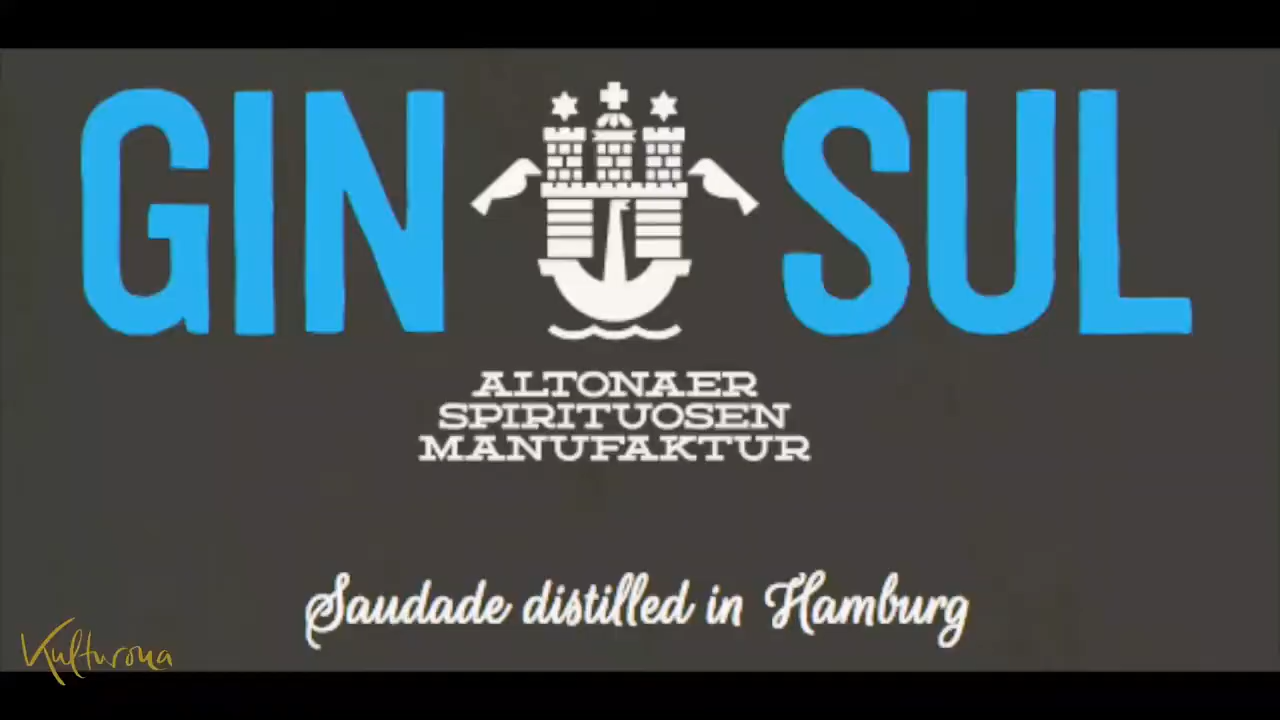 GIN SUL
ALTONAER
SPIRITUOSEN
MANUFAKTUR
Saudade distilled in Hamburg
Kulturona